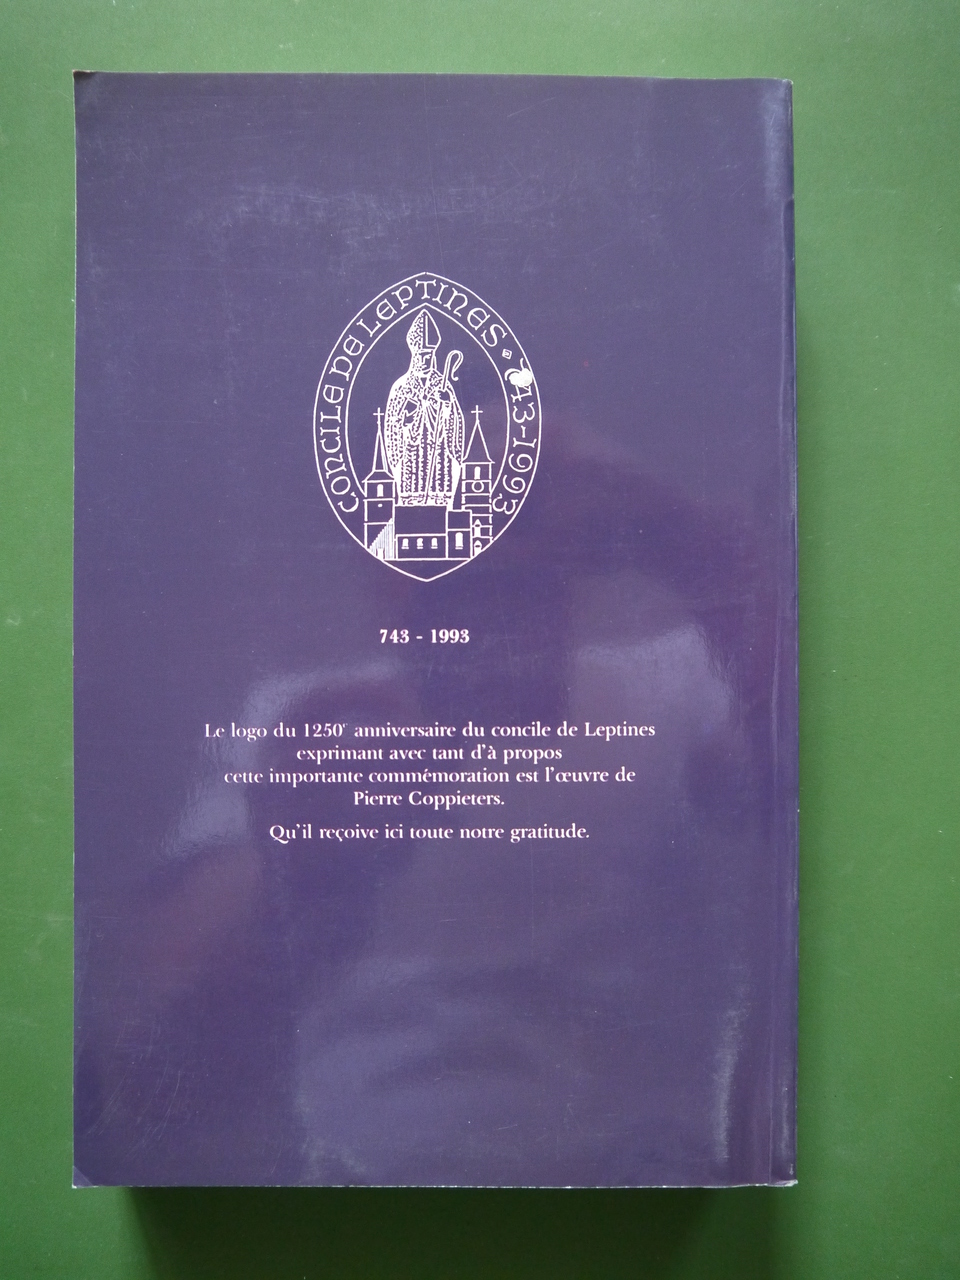 CONCILE DE LEPTINES · 743-1993
743 - 1993
Le logo du 1250e anniversaire du concile de Leptines
exprimant avec tant d'à propos
cette importante commémoration est l'œuvre de
Pierre Coppieters.
Qu'il reçoive ici toute notre gratitude.